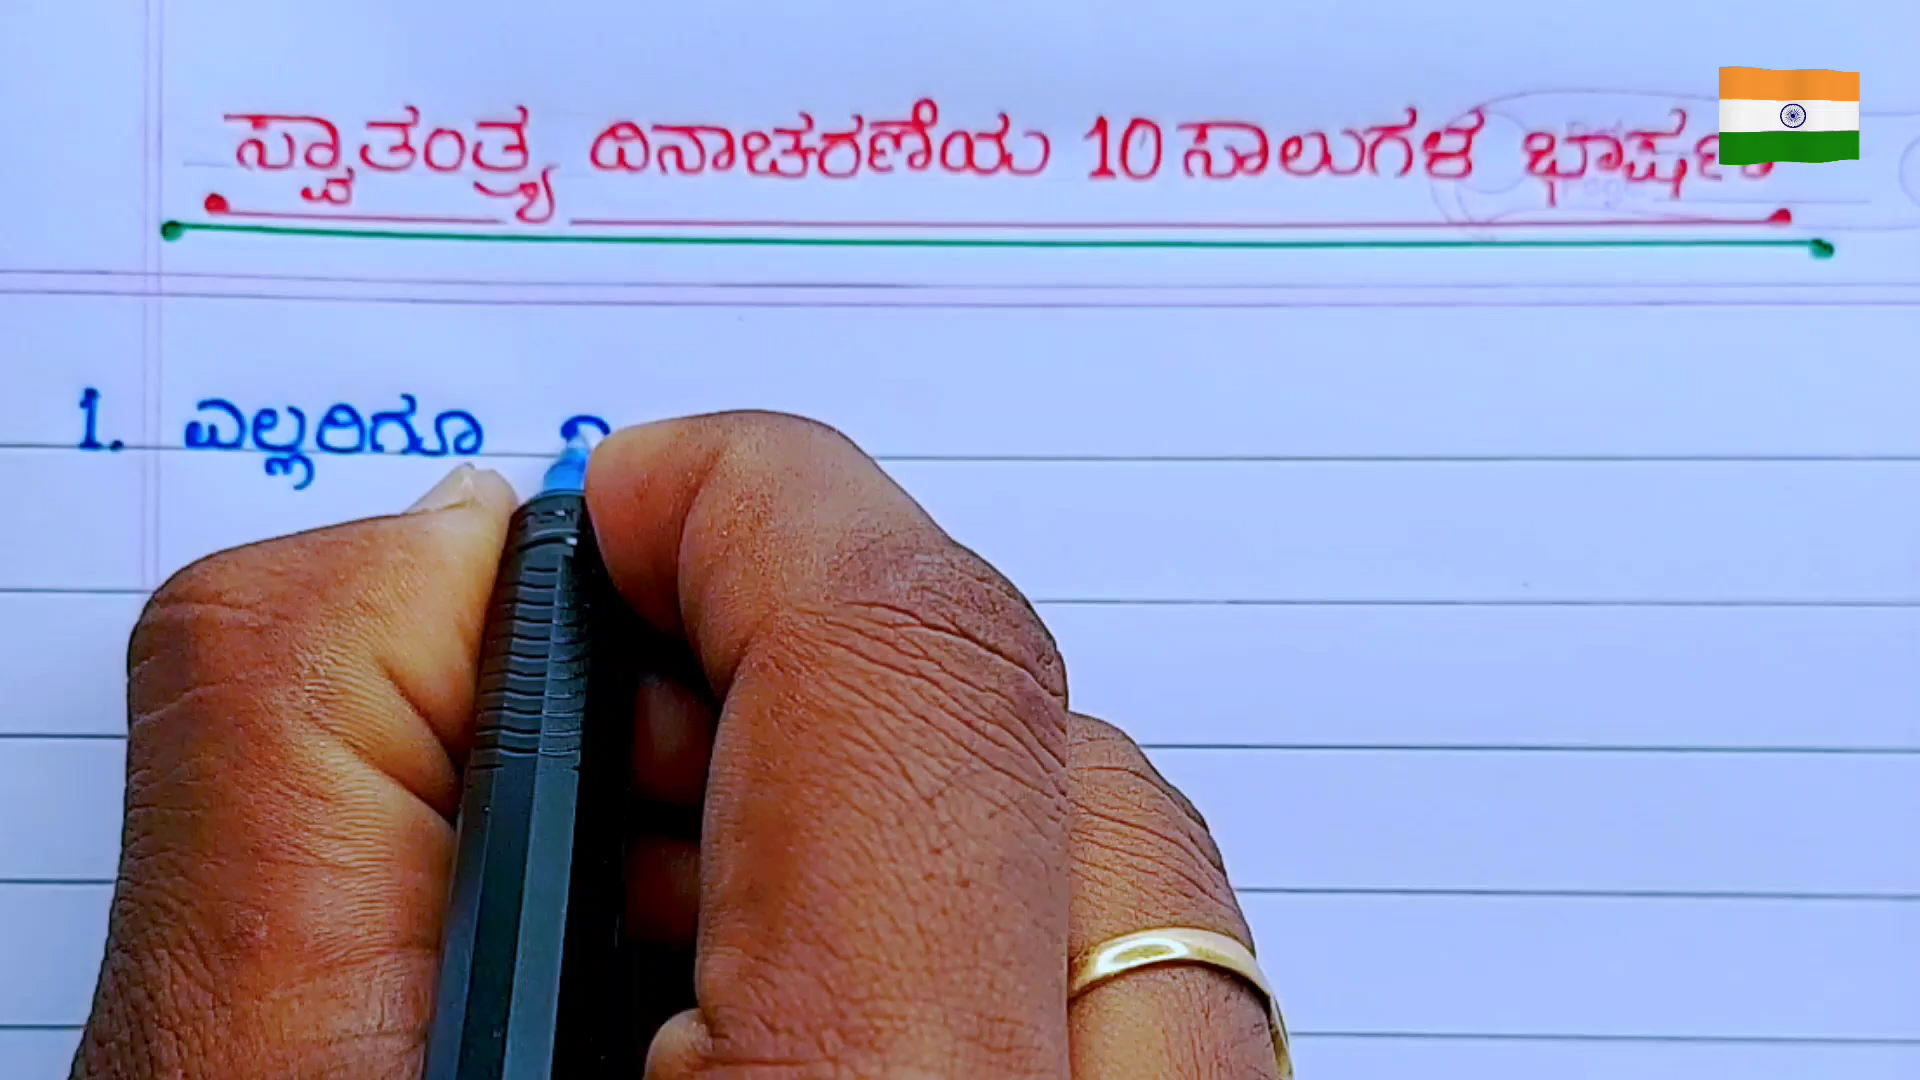 ಸ್ವಾತಂತ್ರ್ಯ ದಿನಾಚರಣೆಯ 10 ಸಾಲುಗಳ ಭಾಷಣ
1. ಎಲ್ಲರಿಗೂ